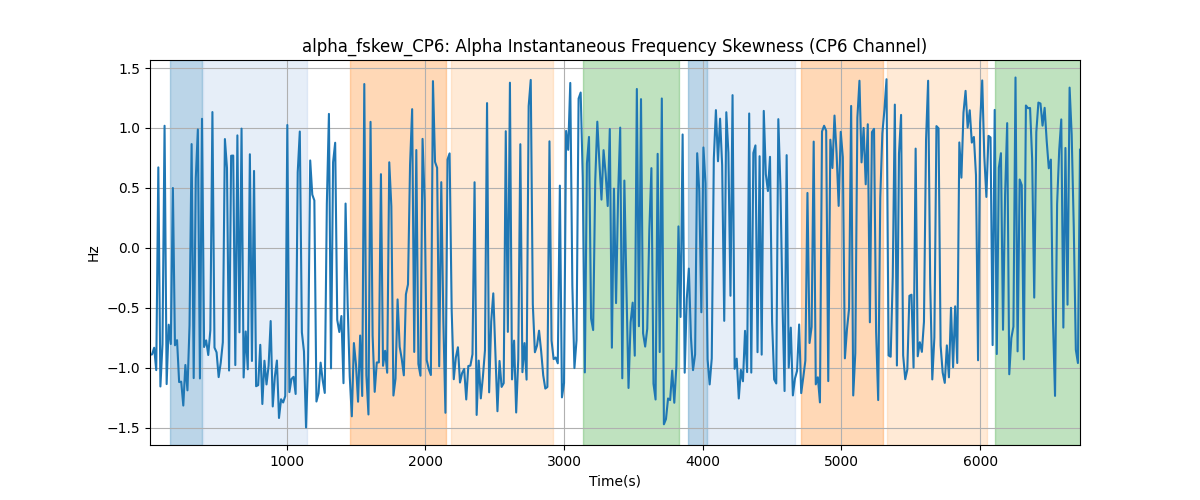 alpha_fskew_CP6: Alpha Instantaneous Frequency Skewness (CP6 Channel)
1.5
1.0
0.5
0.0
−0.5
−1.0
−1.5
Hz
1000 2000 3000 4000 5000 6000
Time(s)